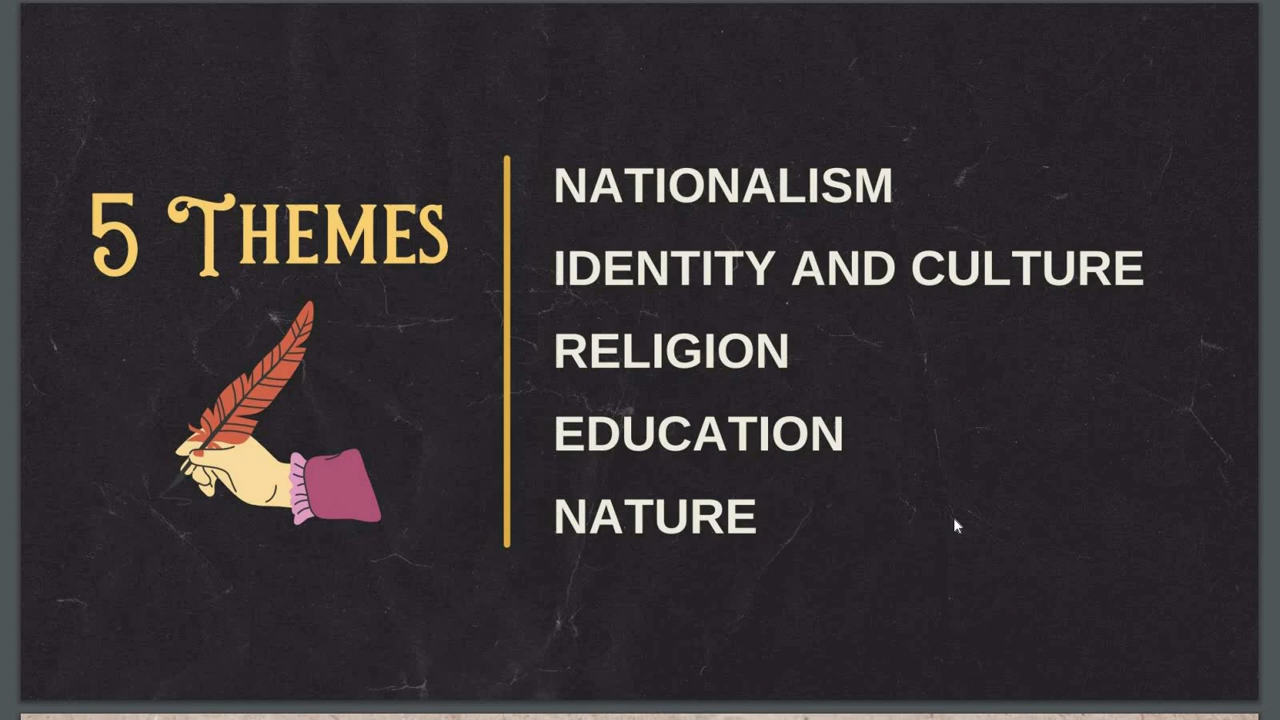 5 Themes
NATIONALISM
IDENTITY AND CULTURE
RELIGION
EDUCATION
NATURE